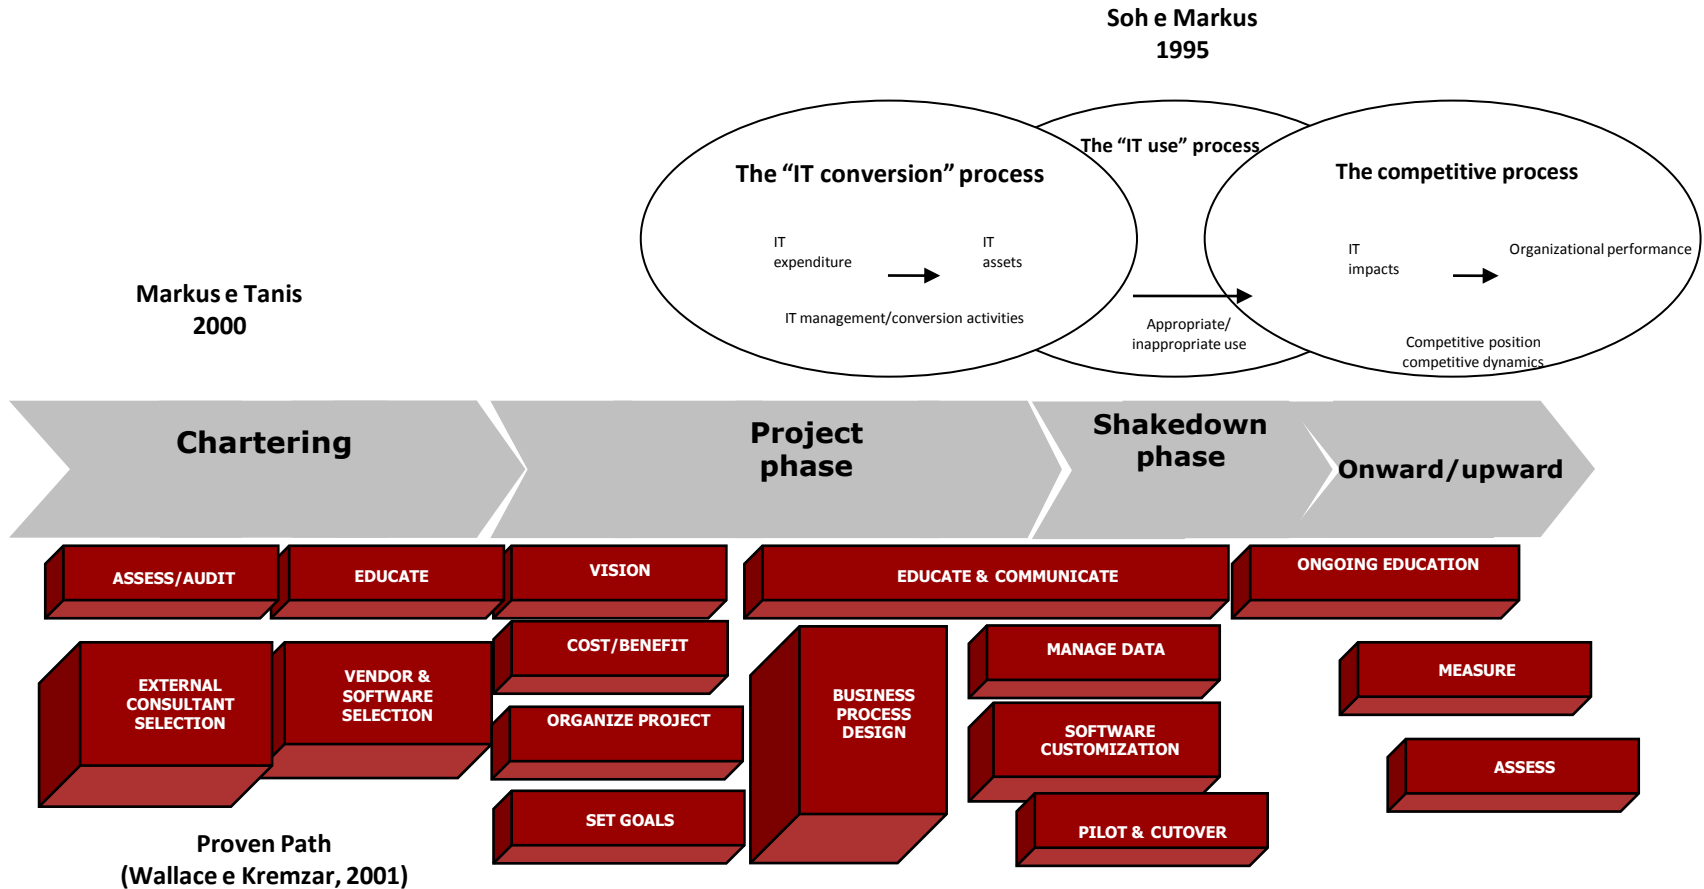 Soh e Markus
1995
The “IT conversion” process
IT
expenditure
IT
assets
IT management/conversion activities
The “IT use” process
Appropriate/
inappropriate use
The competitive process
IT
impacts
Organizational performance
Competitive position
competitive dynamics
Markus e Tanis
2000
Chartering
Project
phase
Shakedown
phase
Onward/upward
ASSESS/AUDIT
EDUCATE
VISION
EDUCATE & COMMUNICATE
ONGOING EDUCATION
EXTERNAL
CONSULTANT
SELECTION
VENDOR &
SOFTWARE
SELECTION
COST/BENEFIT
ORGANIZE PROJECT
SET GOALS
BUSINESS
PROCESS
DESIGN
MANAGE DATA
SOFTWARE
CUSTOMIZATION
PILOT & CUTOVER
MEASURE
ASSESS
Proven Path
(Wallace e Kremzar, 2001)